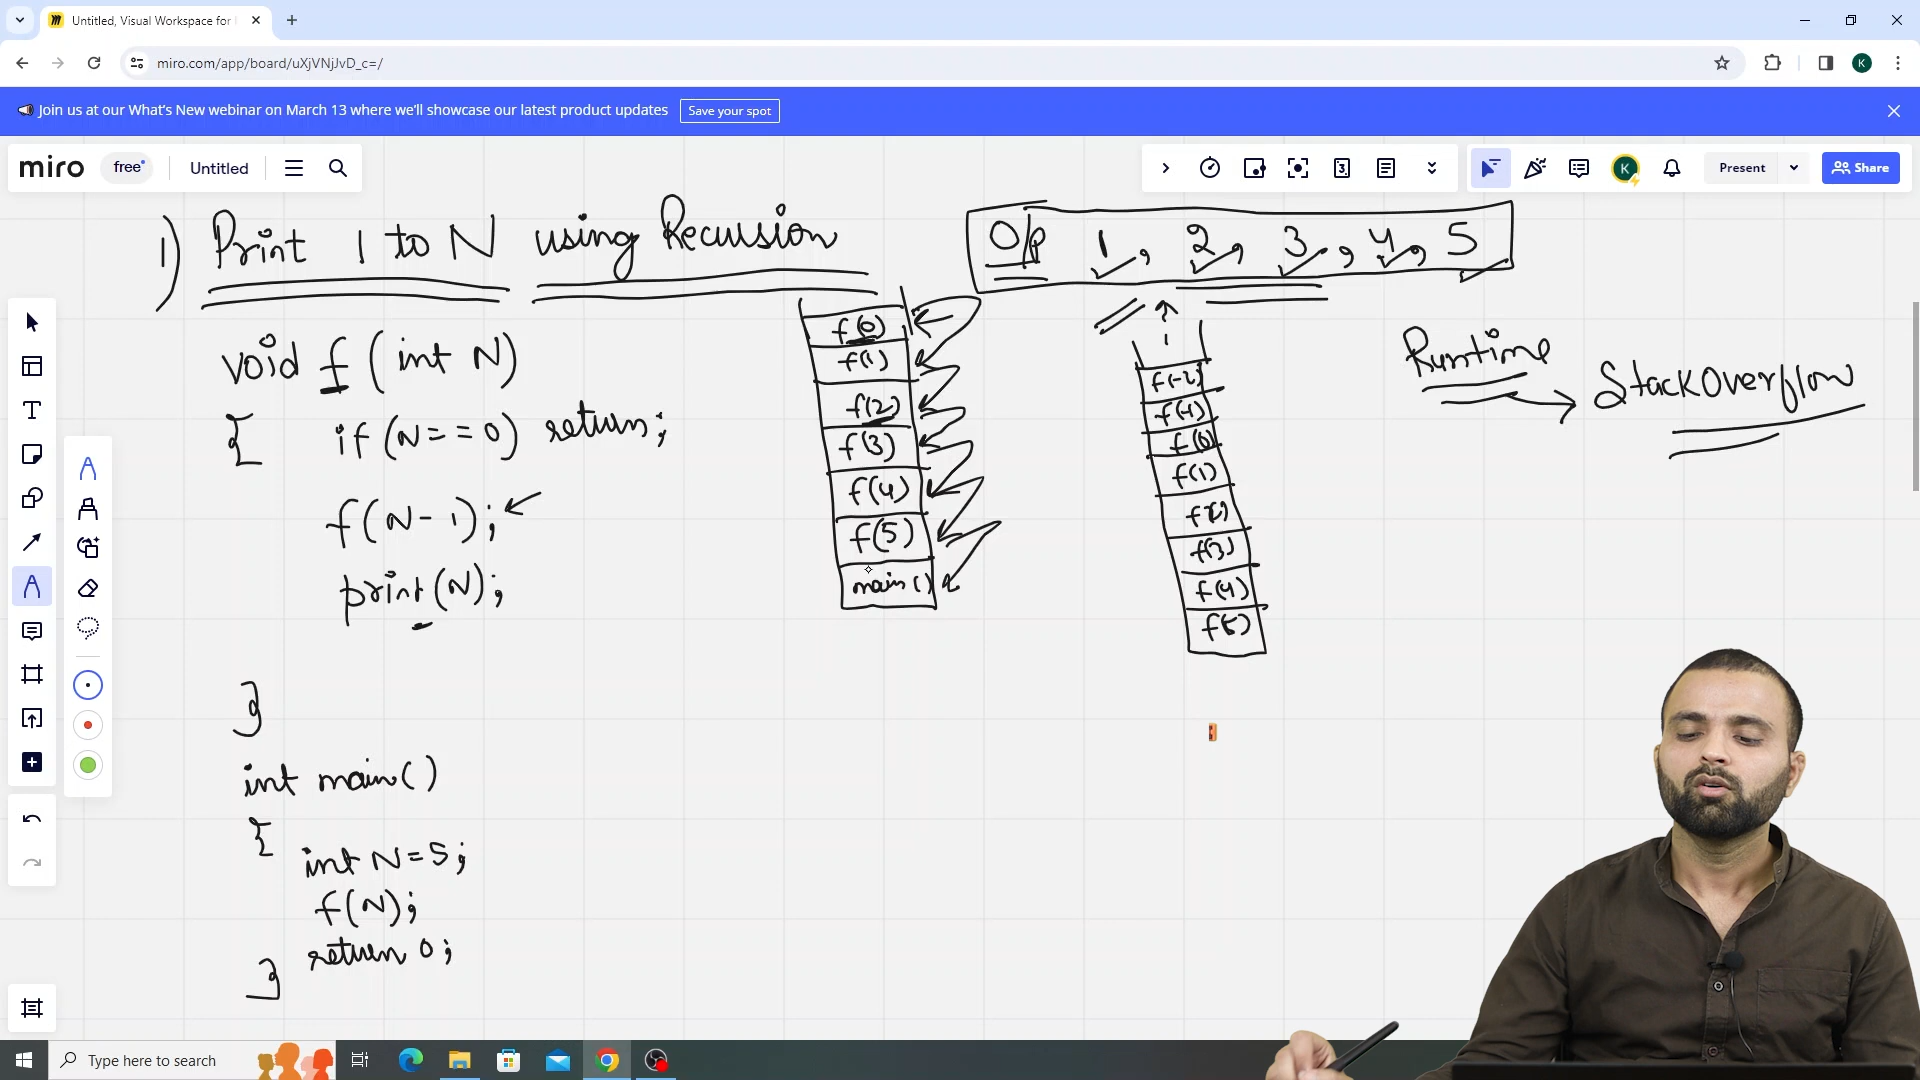 Untitled, Visual Workspace for
miro.com/app/board/uXjVNjJvD_c=/
K
Join us at our What's New webinar on March 13 where we'll showcase our latest product updates
Save your spot
miro
free
Untitled
K
Present
Share
1) Print 1 to N using Recursion
O/p 1, 2, 3, 4, 5
void f (int N)
{ if (N==0) return;
f(N-1);
print(N);
}
int main()
{
int N=5;
f(N);
return 0;
}
f(0)
f(1)
f(2)
f(3)
f(4)
f(5)
main()
f(-2)
f(-1)
f(0)
f(1)
f(2)
f(3)
f(4)
f(5)
Runtime
StackOverflow
Type here to search